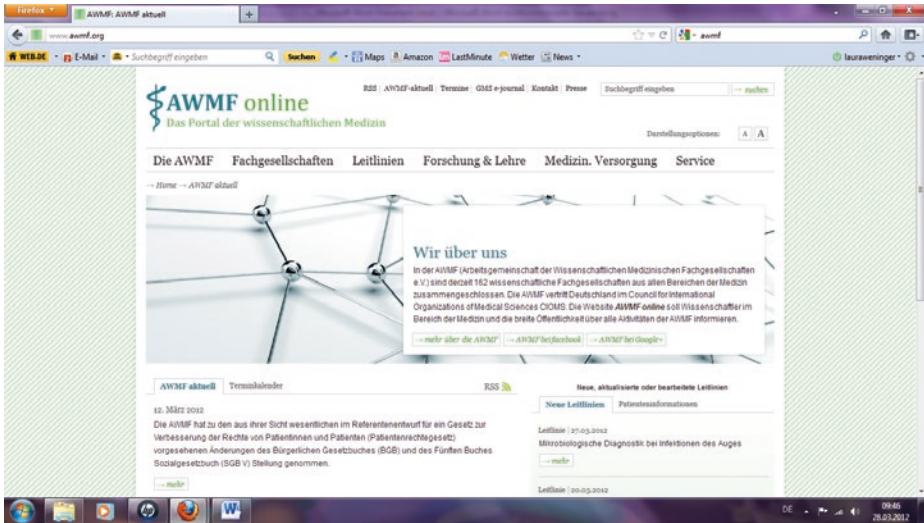 Firefox
AWMF: AWMF aktuell
www.awmf.org
awmf
WEB.DE E-Mail Suchbegriff eingeben Suchen Maps Amazon LastMinute Wetter News lauraweninger
RSS | AWMF-aktuell | Termine | GMS e-journal | Kontakt | Presse
Suchbegriff eingeben → suchen
AWMF online
Das Portal der wissenschaftlichen Medizin
Darstellungsoptionen: A A
Die AWMF Fachgesellschaften Leitlinien Forschung & Lehre Medizin. Versorgung Service
→ Home → AWMF aktuell
Wir über uns
In der AWMF (Arbeitsgemeinschaft der Wissenschaftlichen Medizinischen Fachgesellschaften
e.V.) sind derzeit 162 wissenschaftliche Fachgesellschaften aus allen Bereichen der Medizin
zusammengeschlossen. Die AWMF vertritt Deutschland im Council for International
Organizations of Medical Sciences CIOMS. Die Website AWMF online soll Wissenschaftler im
Bereich der Medizin und die breite Öffentlichkeit über alle Aktivitäten der AWMF informieren.
→ mehr über die AWMF → AWMF bei facebook → AWMF bei Google+
AWMF aktuell Terminkalender RSS
12. März 2012
Die AWMF hat zu den aus ihrer Sicht wesentlichen im Referentenentwurf für ein Gesetz zur
Verbesserung der Rechte von Patientinnen und Patienten (Patientenrechtegesetz)
vorgesehenen Änderungen des Bürgerlichen Gesetzbuches (BGB) und des Fünften Buches
Sozialgesetzbuch (SGB V) Stellung genommen.
→ mehr
Neue, aktualisierte oder bearbeitete Leitlinien
Neue Leitlinien Patienteninformationen
Leitlinie | 27.03.2012
Mikrobiologische Diagnostik bei Infektionen des Auges
→ mehr
Leitlinie | 20.03.2012
DE 09:46
28.03.2012